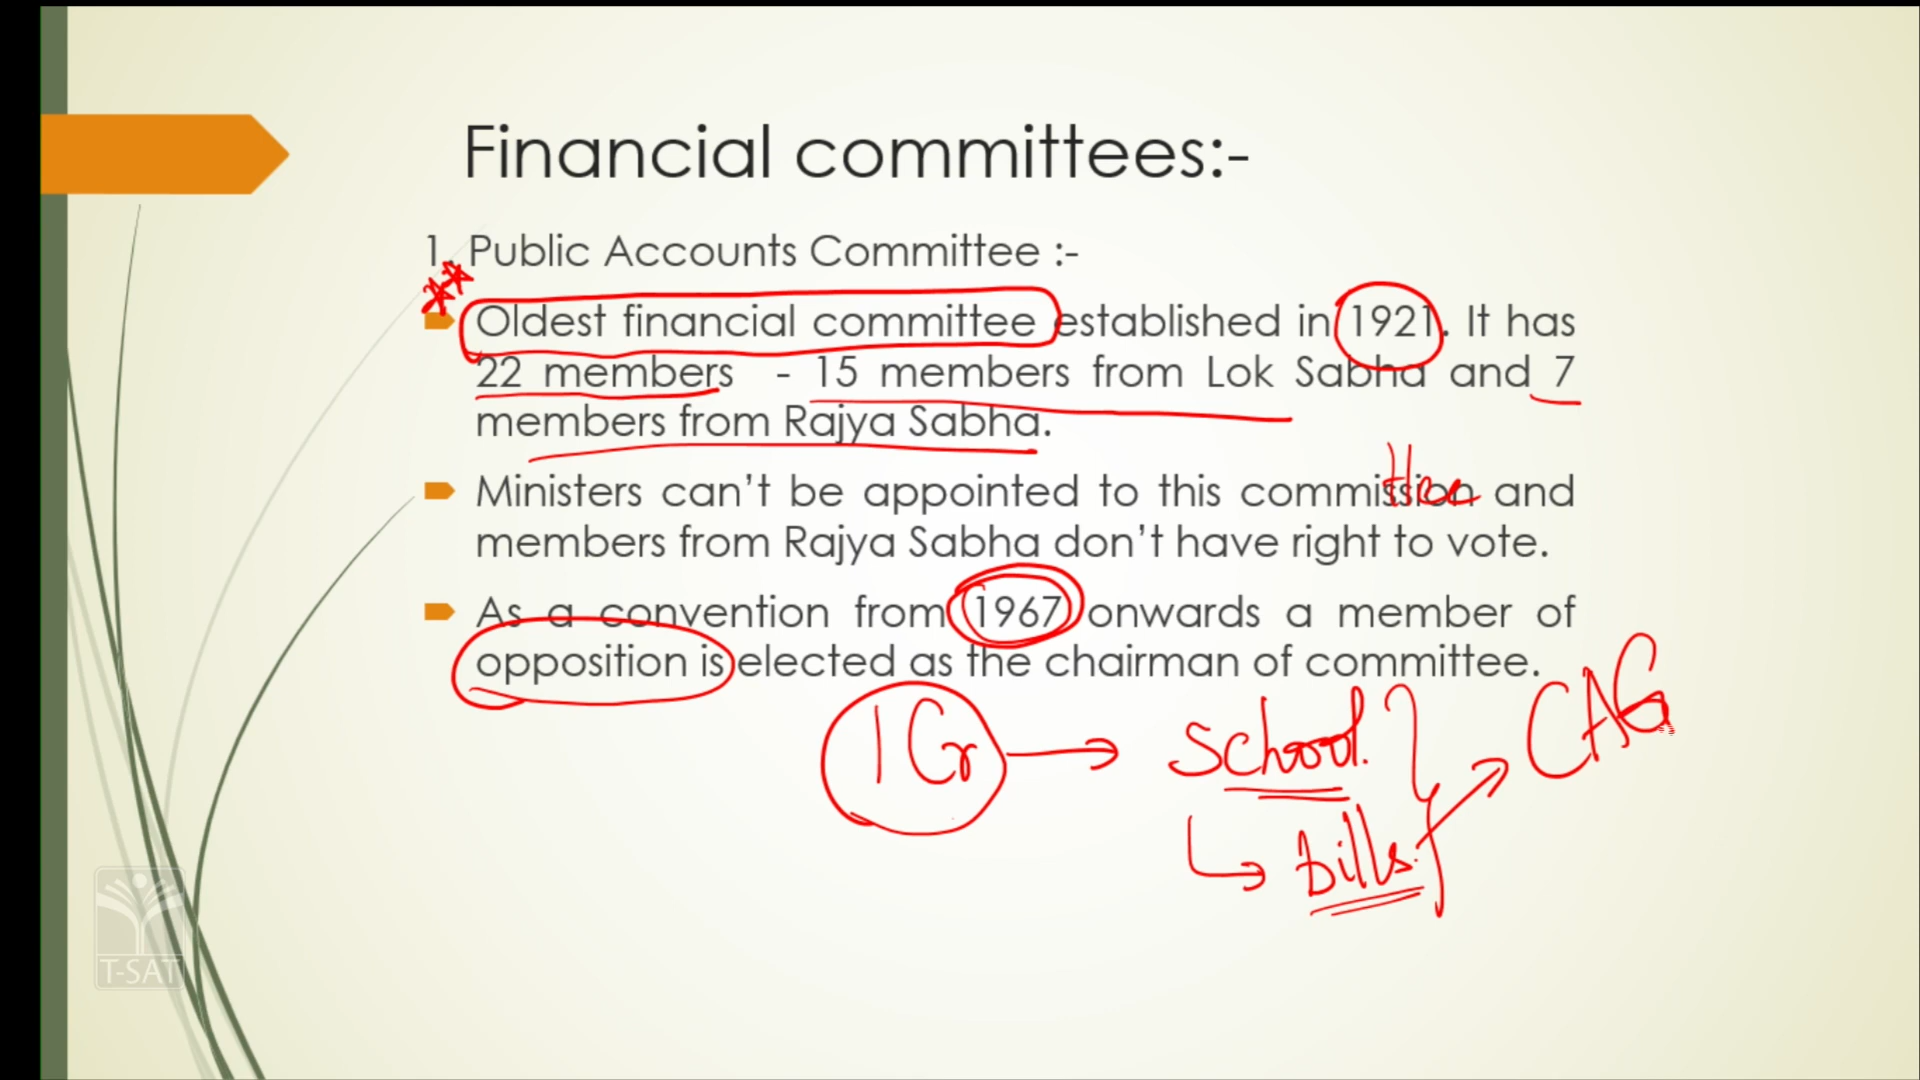 Financial committees:-
1. Public Accounts Committee :-
Oldest financial committee established in 1921. It has
22 members - 15 members from Lok Sabha and 7
members from Rajya Sabha.
Ministers can't be appointed to this commission and
members from Rajya Sabha don't have right to vote.
As a convention from 1967 onwards a member of
opposition is elected as the chairman of committee.
1 Cr → School.
CAG
bills.
T-SAT